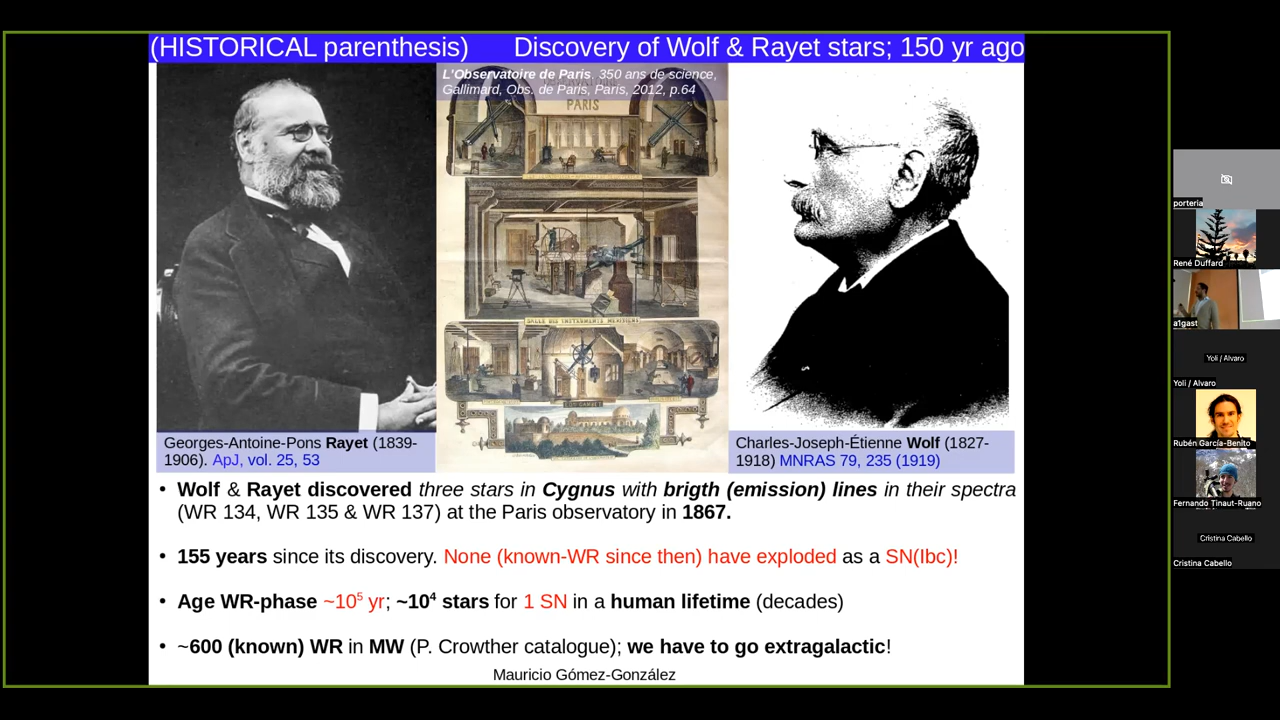 (HISTORICAL parenthesis) Discovery of Wolf & Rayet stars; 150 yr ago
L'Observatoire de Paris. 350 ans de science,
Gallimard, Obs. de Paris, Paris, 2012, p.64
PARIS
SALLE DES INSTRUMENTS MERIDIENS
Georges-Antoine-Pons Rayet (1839-
1906). ApJ, vol. 25, 53
Charles-Joseph-Étienne Wolf (1827-
1918) MNRAS 79, 235 (1919)
• Wolf & Rayet discovered three stars in Cygnus with brigth (emission) lines in their spectra
(WR 134, WR 135 & WR 137) at the Paris observatory in 1867.
• 155 years since its discovery. None (known-WR since then) have exploded as a SN(Ibc)!
• Age WR-phase ~10⁵ yr; ~10⁴ stars for 1 SN in a human lifetime (decades)
• ~600 (known) WR in MW (P. Crowther catalogue); we have to go extragalactic!
Mauricio Gómez-González
porteria
René Duffard
a1gast
Yoli / Alvaro
Yoli / Alvaro
Rubén García-Benito
Fernando Tinaut-Ruano
Cristina Cabello
Cristina Cabello